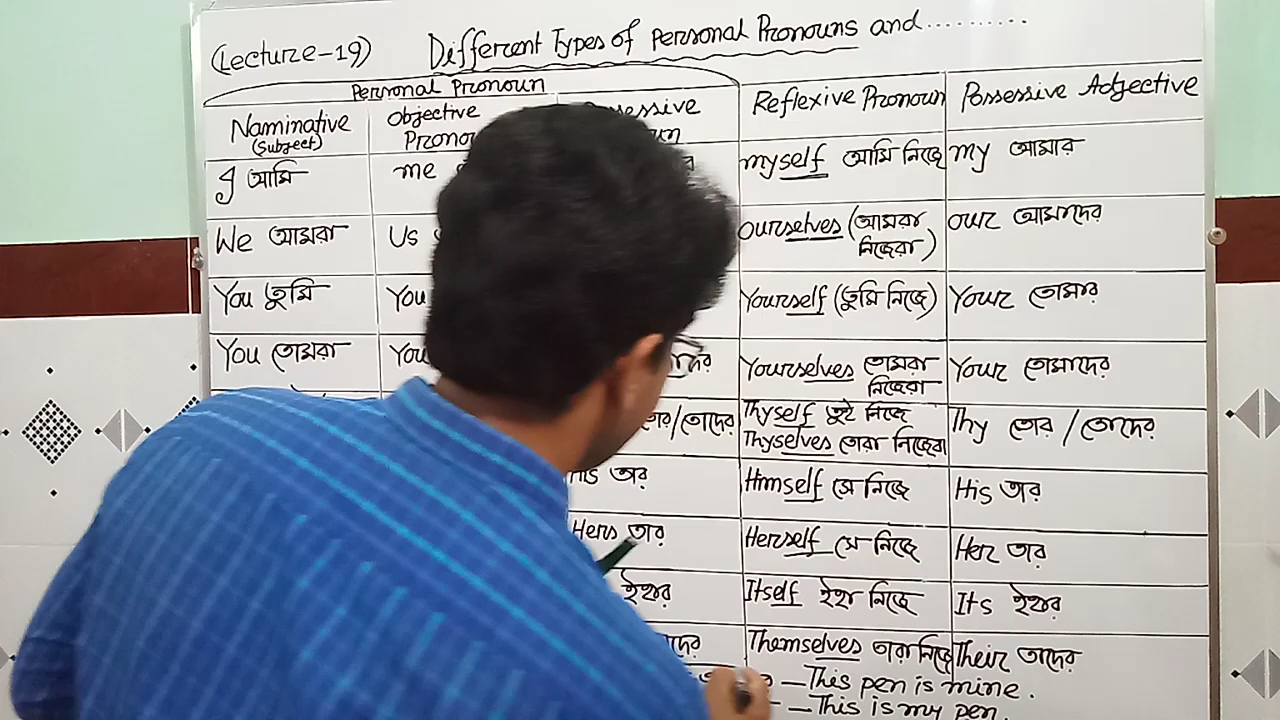 (Lecture-19) Different Types of Personal Pronouns and..........
Personal Pronoun
Naminative (Subject) Objective Reflexive Pronoun Possessive Adjective
I আমি me myself আমি নিজে my আমার
We আমরা Us ourselves (আমরা নিজেরা) our আমাদের
You তুমি You Yourself (তুমি নিজে) Your তোমার
You তোমরা You Yourselves তোমরা নিজেরা Your তোমাদের
তোর/তোদের Thyself তুই নিজে Thy তোর / তোদের
Thyselves তোরা নিজেরা
His তার Himself সে নিজে His তার
Hers তার Herself সে নিজে Her তার
ইহার Itself ইহা নিজে Its ইহার
Themselves তারা নিজে Their তাদের
— This pen is mine.
— This is my pen.